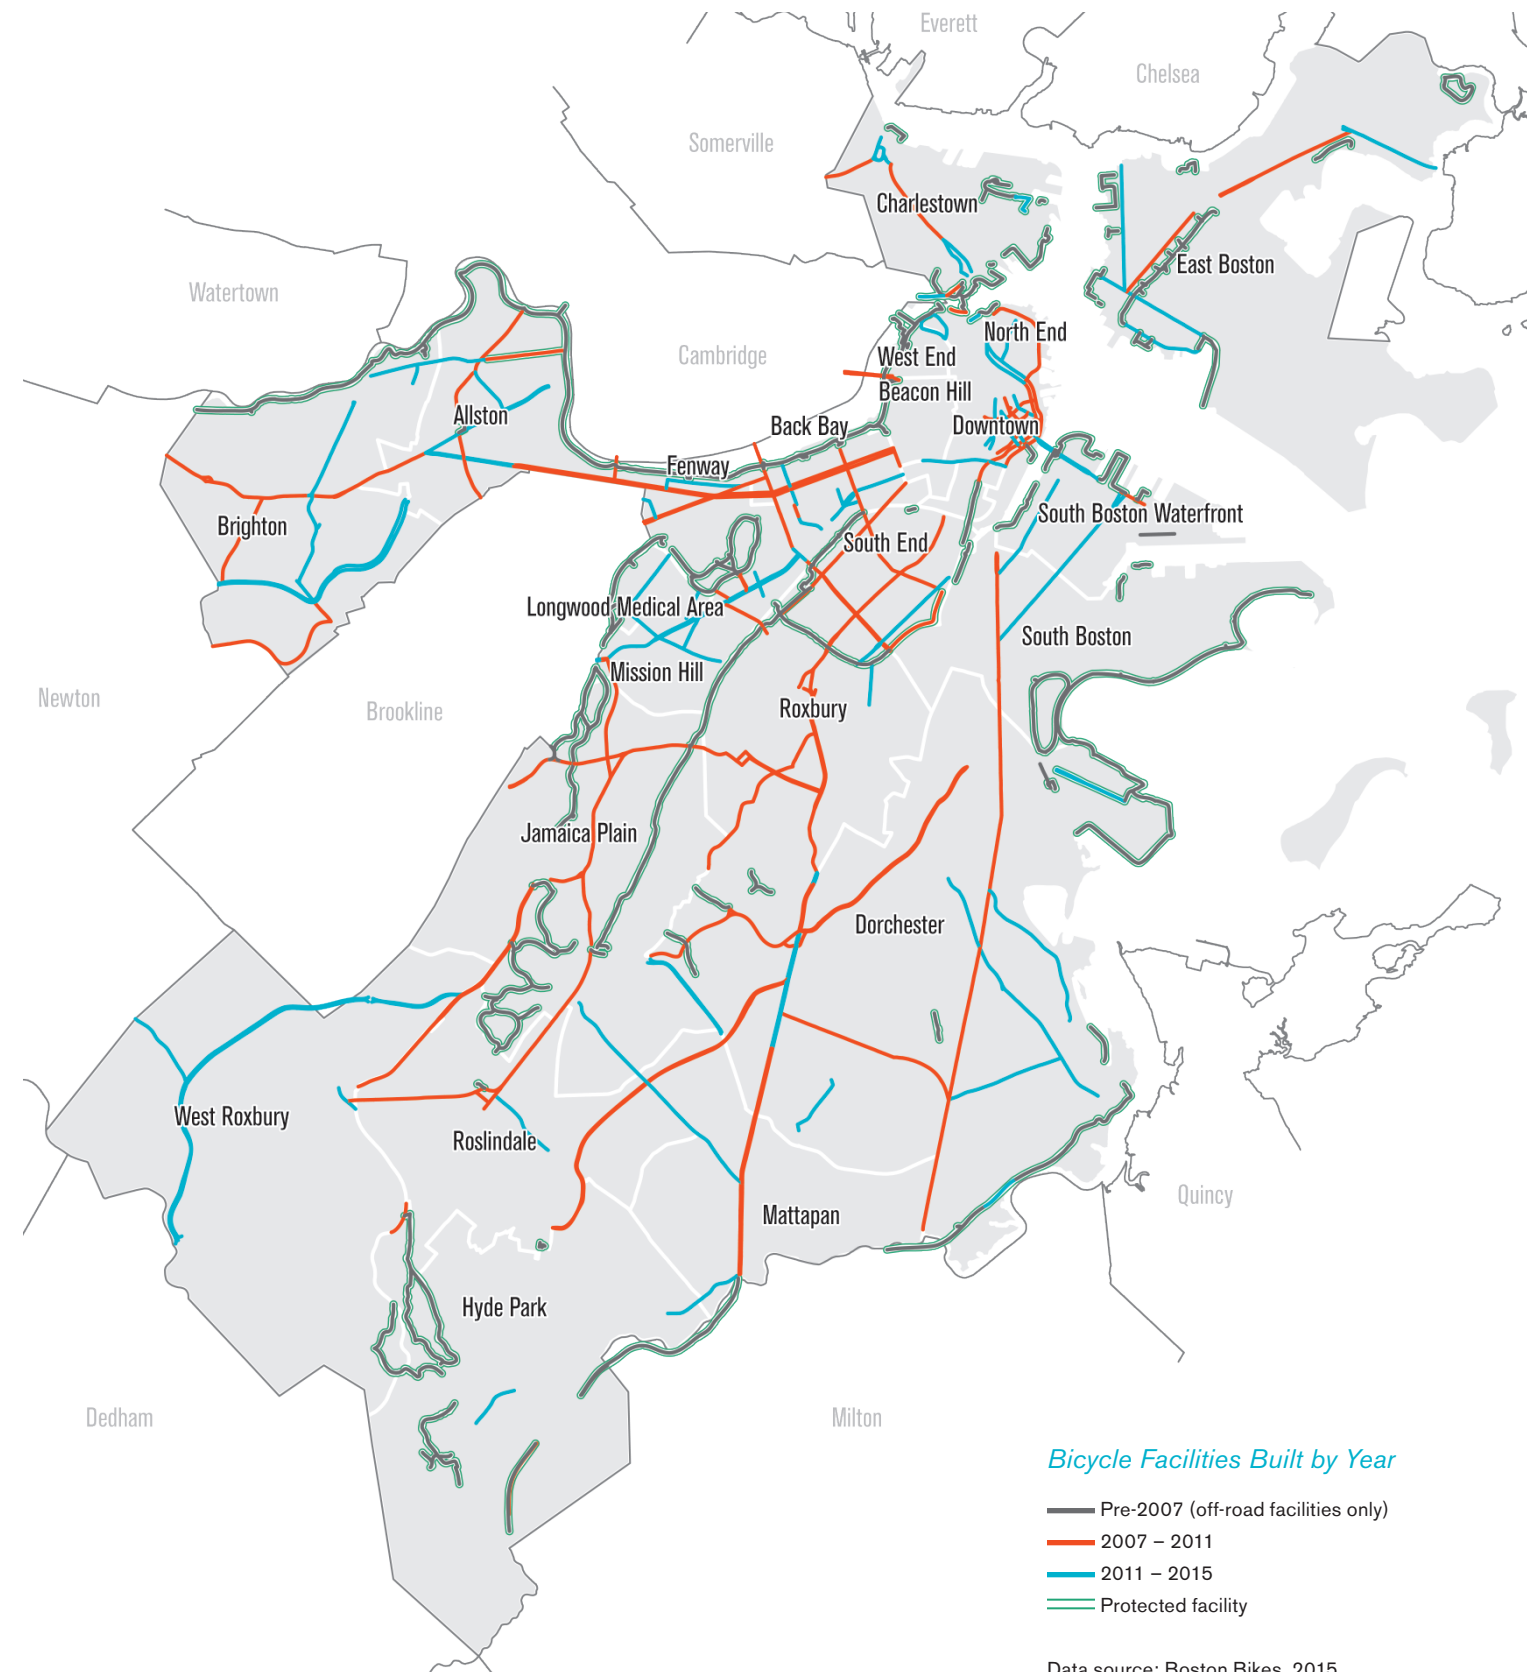 Everett
Chelsea
Somerville
Charlestown
East Boston
Watertown
North End
Cambridge
West End
Beacon Hill
Allston
Back Bay
Downtown
Fenway
Brighton
South Boston Waterfront
South End
Longwood Medical Area
South Boston
Mission Hill
Newton
Brookline
Roxbury
Jamaica Plain
Dorchester
West Roxbury
Roslindale
Quincy
Mattapan
Hyde Park
Dedham
Milton
Bicycle Facilities Built by Year
Pre-2007 (off-road facilities only)
2007 – 2011
2011 – 2015
Protected facility
Data source: Boston Bikes, 2015